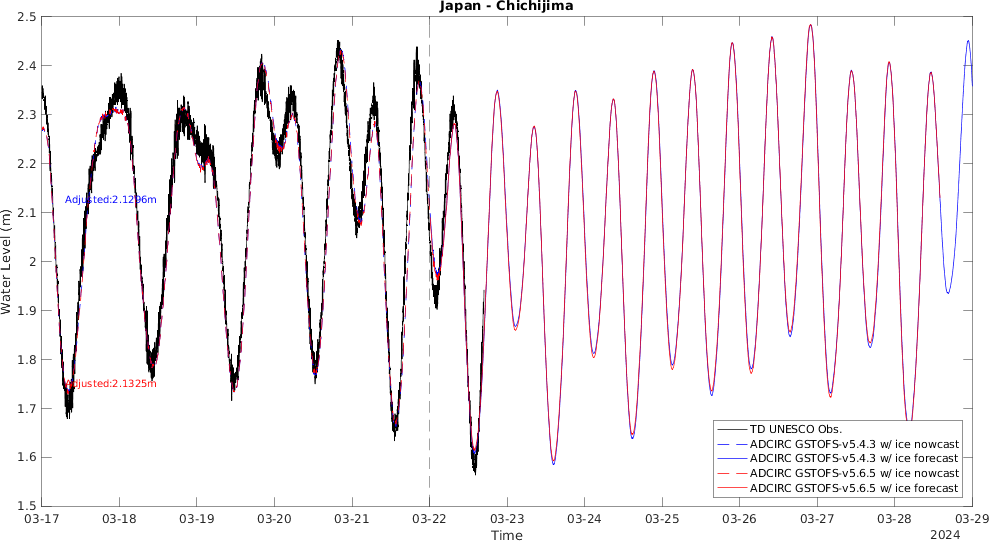 Japan - Chichijima
2.5
2.4
2.3
2.2
2.1
2
1.9
1.8
1.7
1.6
1.5
Water Level (m)
Adjusted:2.1296m
Adjusted:2.1325m
TD UNESCO Obs.
ADCIRC GSTOFS-v5.4.3 w/ ice nowcast
ADCIRC GSTOFS-v5.4.3 w/ ice forecast
ADCIRC GSTOFS-v5.6.5 w/ ice nowcast
ADCIRC GSTOFS-v5.6.5 w/ ice forecast
03-17 03-18 03-19 03-20 03-21 03-22 03-23 03-24 03-25 03-26 03-27 03-28 03-29
Time
2024